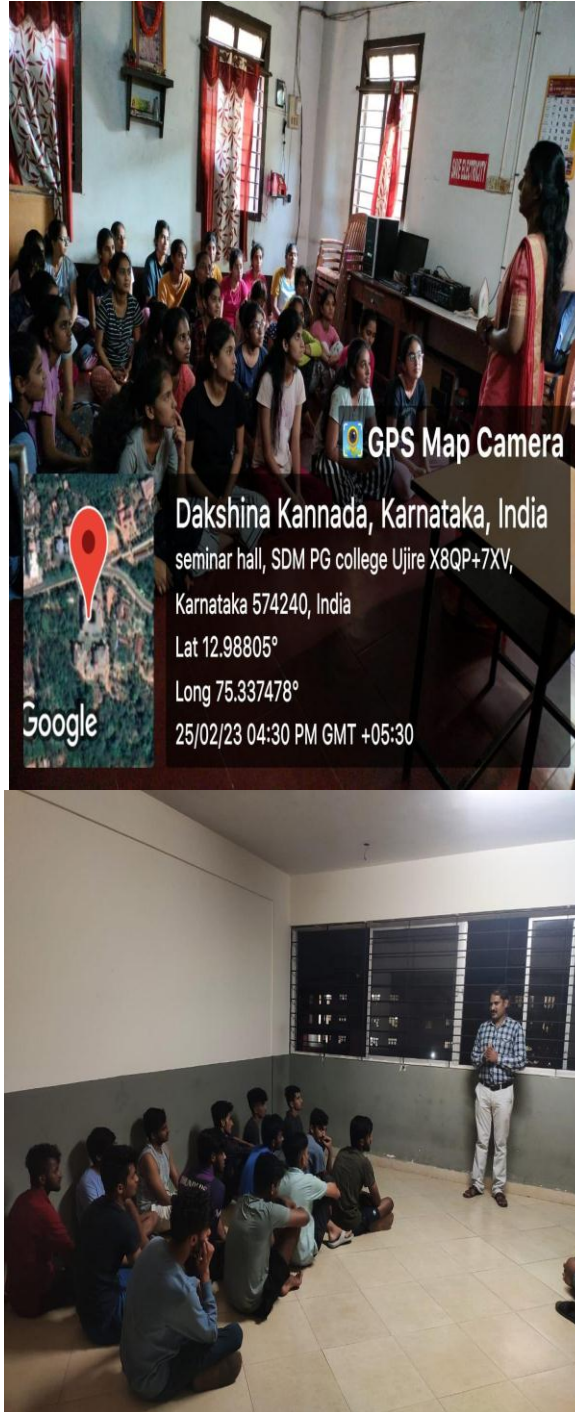 SAVE ELECTRICITY
GPS Map Camera
Dakshina Kannada, Karnataka, India
seminar hall, SDM PG college Ujire X8QP+7XV,
Karnataka 574240, India
Lat 12.98805°
Long 75.337478°
25/02/23 04:30 PM GMT +05:30
Google